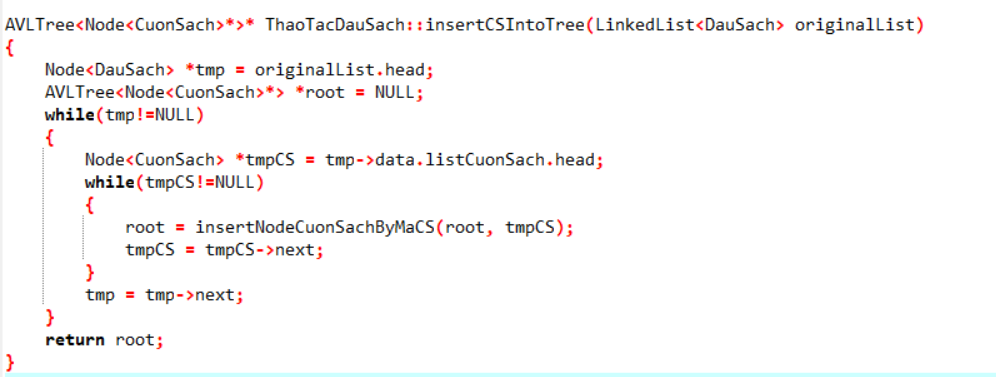 AVLTree<Node<CuonSach>*>* ThaoTacDauSach::insertCSIntoTree(LinkedList<DauSach> originalList)
{
    Node<DauSach> *tmp = originalList.head;
    AVLTree<Node<CuonSach>*> *root = NULL;
    while(tmp!=NULL)
    {
        Node<CuonSach> *tmpCS = tmp->data.listCuonSach.head;
        while(tmpCS!=NULL)
        {
            root = insertNodeCuonSachByMaCS(root, tmpCS);
            tmpCS = tmpCS->next;
        }
        tmp = tmp->next;
    }
    return root;
}